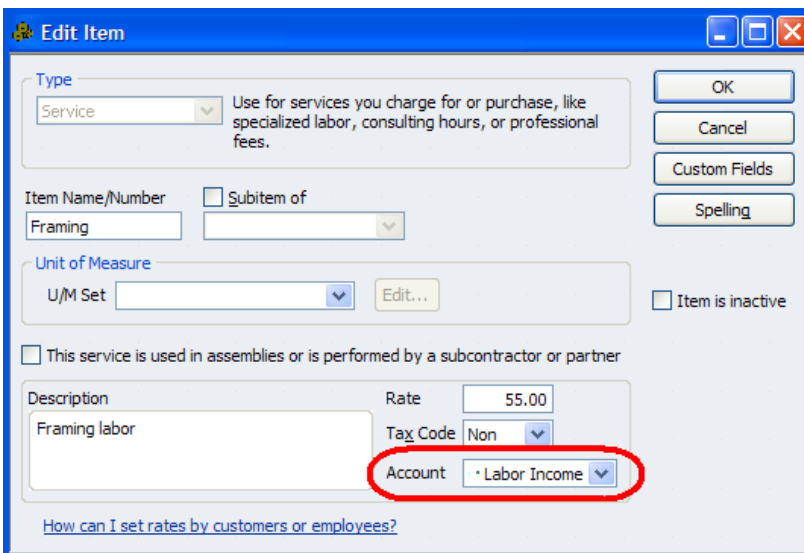 Edit Item
Type
Service
Use for services you charge for or purchase, like
specialized labor, consulting hours, or professional
fees.
OK
Cancel
Custom Fields
Spelling
Item Name/Number
Subitem of
Framing
Unit of Measure
U/M Set
Edit...
Item is inactive
This service is used in assemblies or is performed by a subcontractor or partner
Description
Rate 55.00
Framing labor
Tax Code Non
Account · Labor Income
How can I set rates by customers or employees?